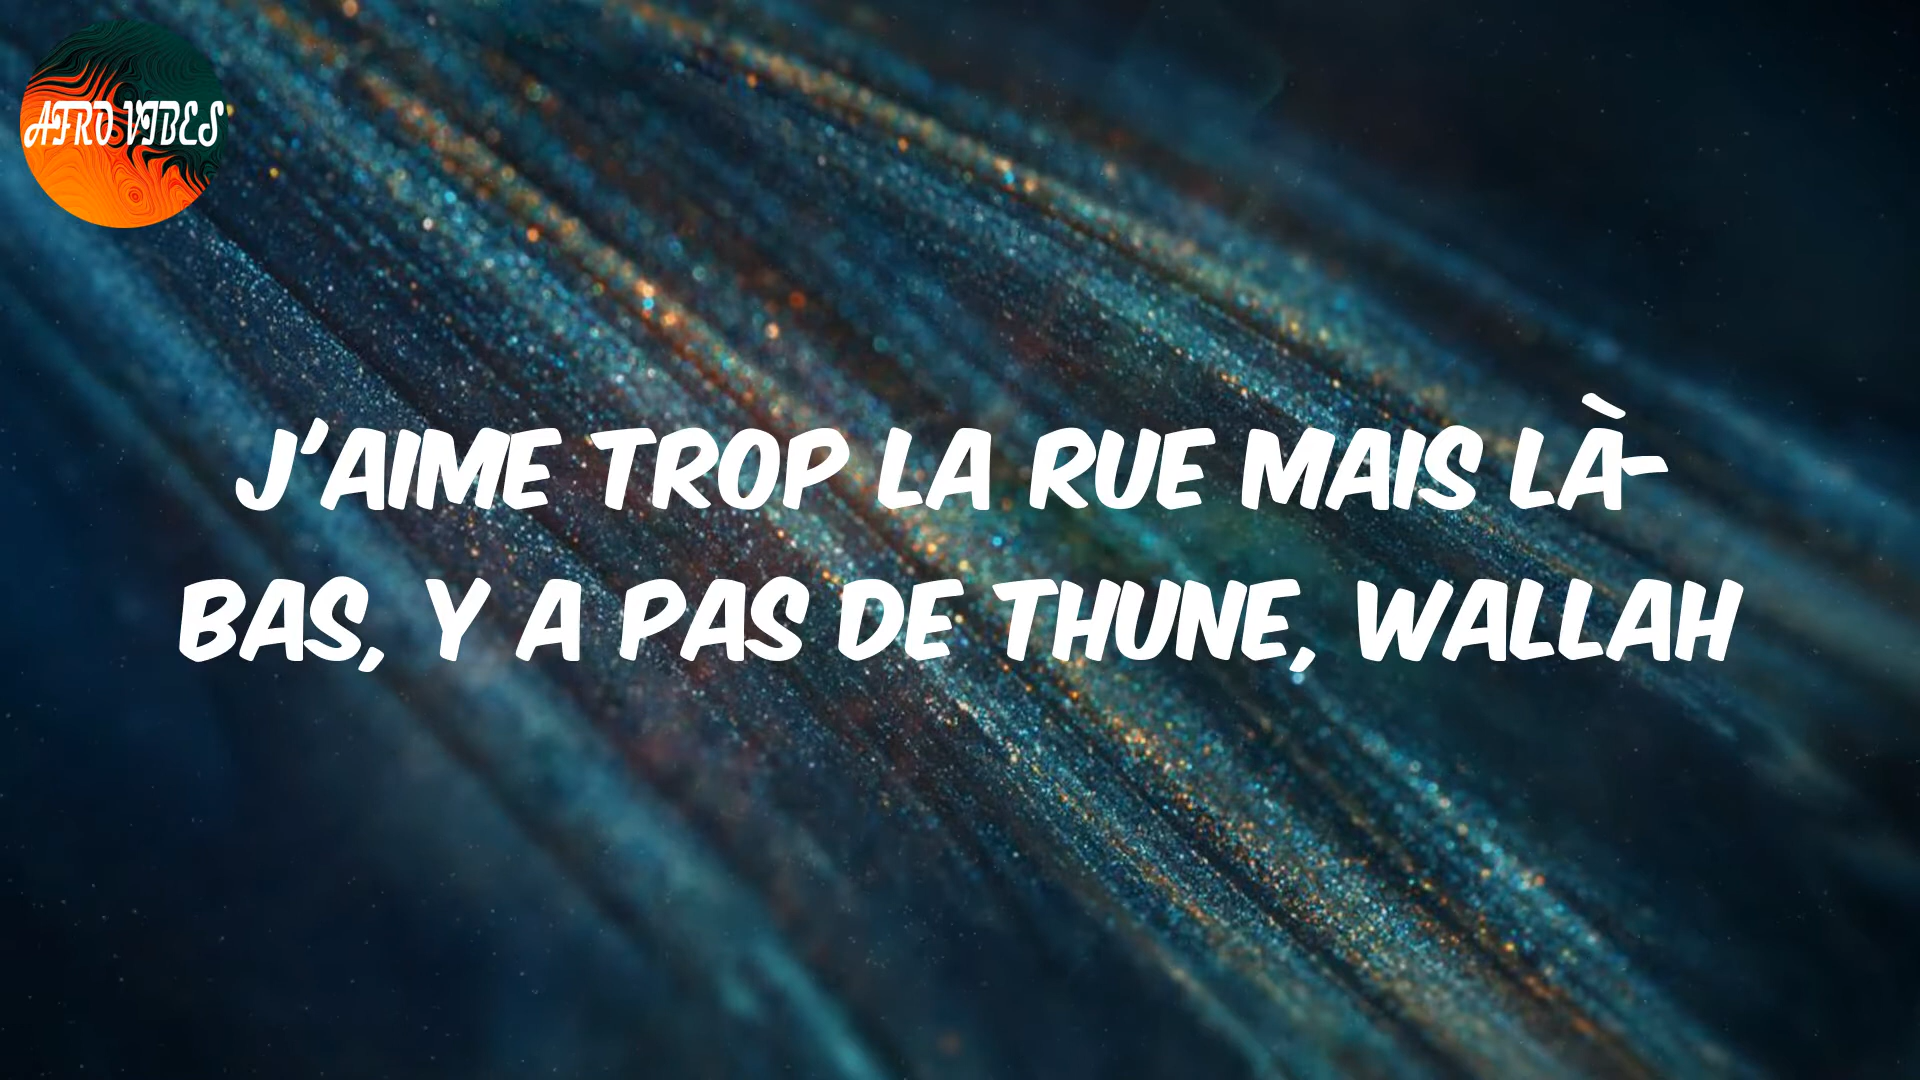 AFRO VIBES
J'AIME TROP LA RUE MAIS LÀ-
BAS, Y A PAS DE THUNE, WALLAH